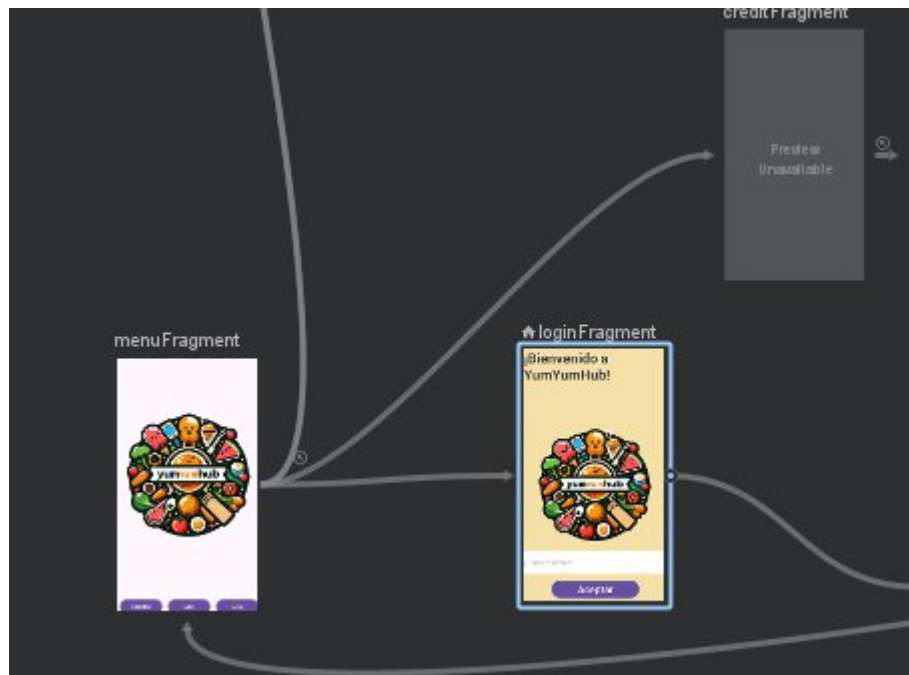 creditFragment
Preview
Unavailable
menuFragment
yumyumhub
loginFragment
¡Bienvenido a
YumYumHub!
yumyumhub
Aceptar